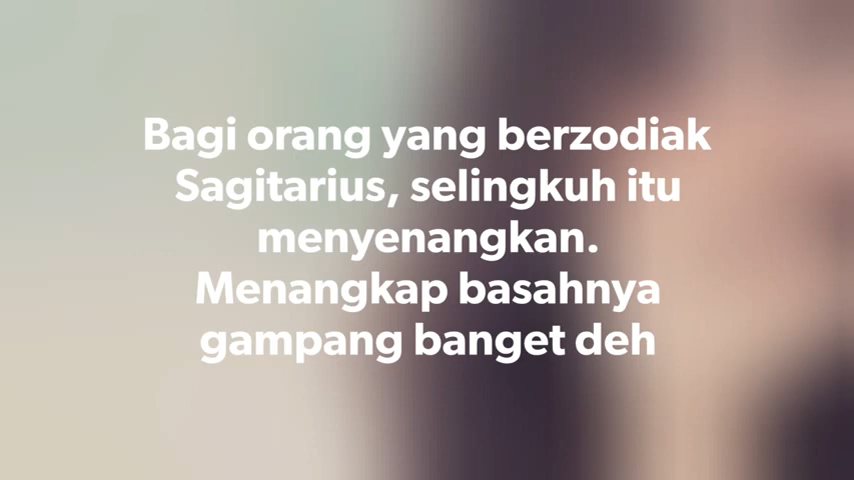 Bagi orang yang berzodiak
Sagitarius, selingkuh itu
menyenangkan.
Menangkap basahnya
gampang banget deh